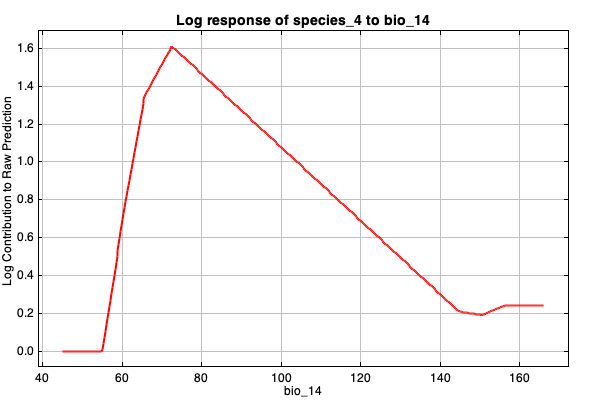 Log response of species_4 to bio_14
Log Contribution to Raw Prediction
1.6
1.4
1.2
1.0
0.8
0.6
0.4
0.2
0.0
40 60 80 100 120 140 160
bio_14